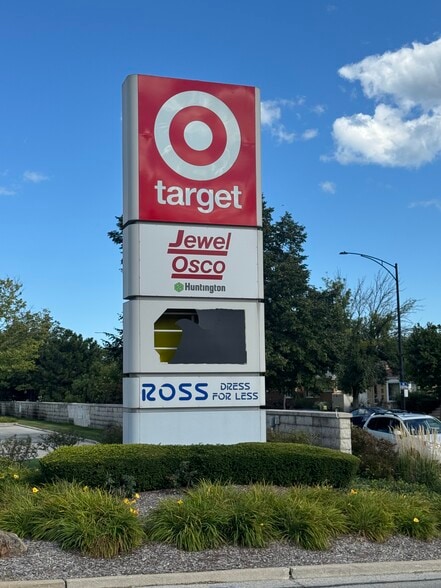 target
Jewel
Osco
Huntington
ROSS
DRESS
FOR LESS